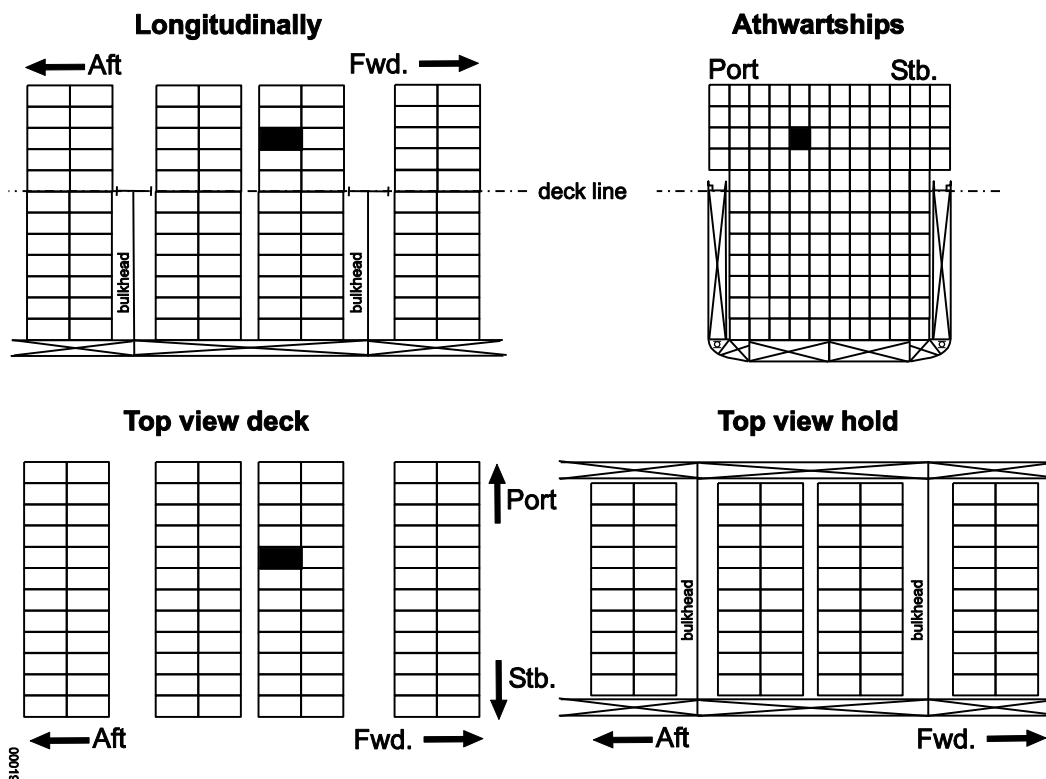 Longitudinally
Athwartships
Aft
Fwd.
Port
Stb.
deck line
bulkhead
bulkhead
Top view deck
Top view hold
Port
bulkhead
bulkhead
Stb.
Aft
Fwd.
Aft
Fwd.